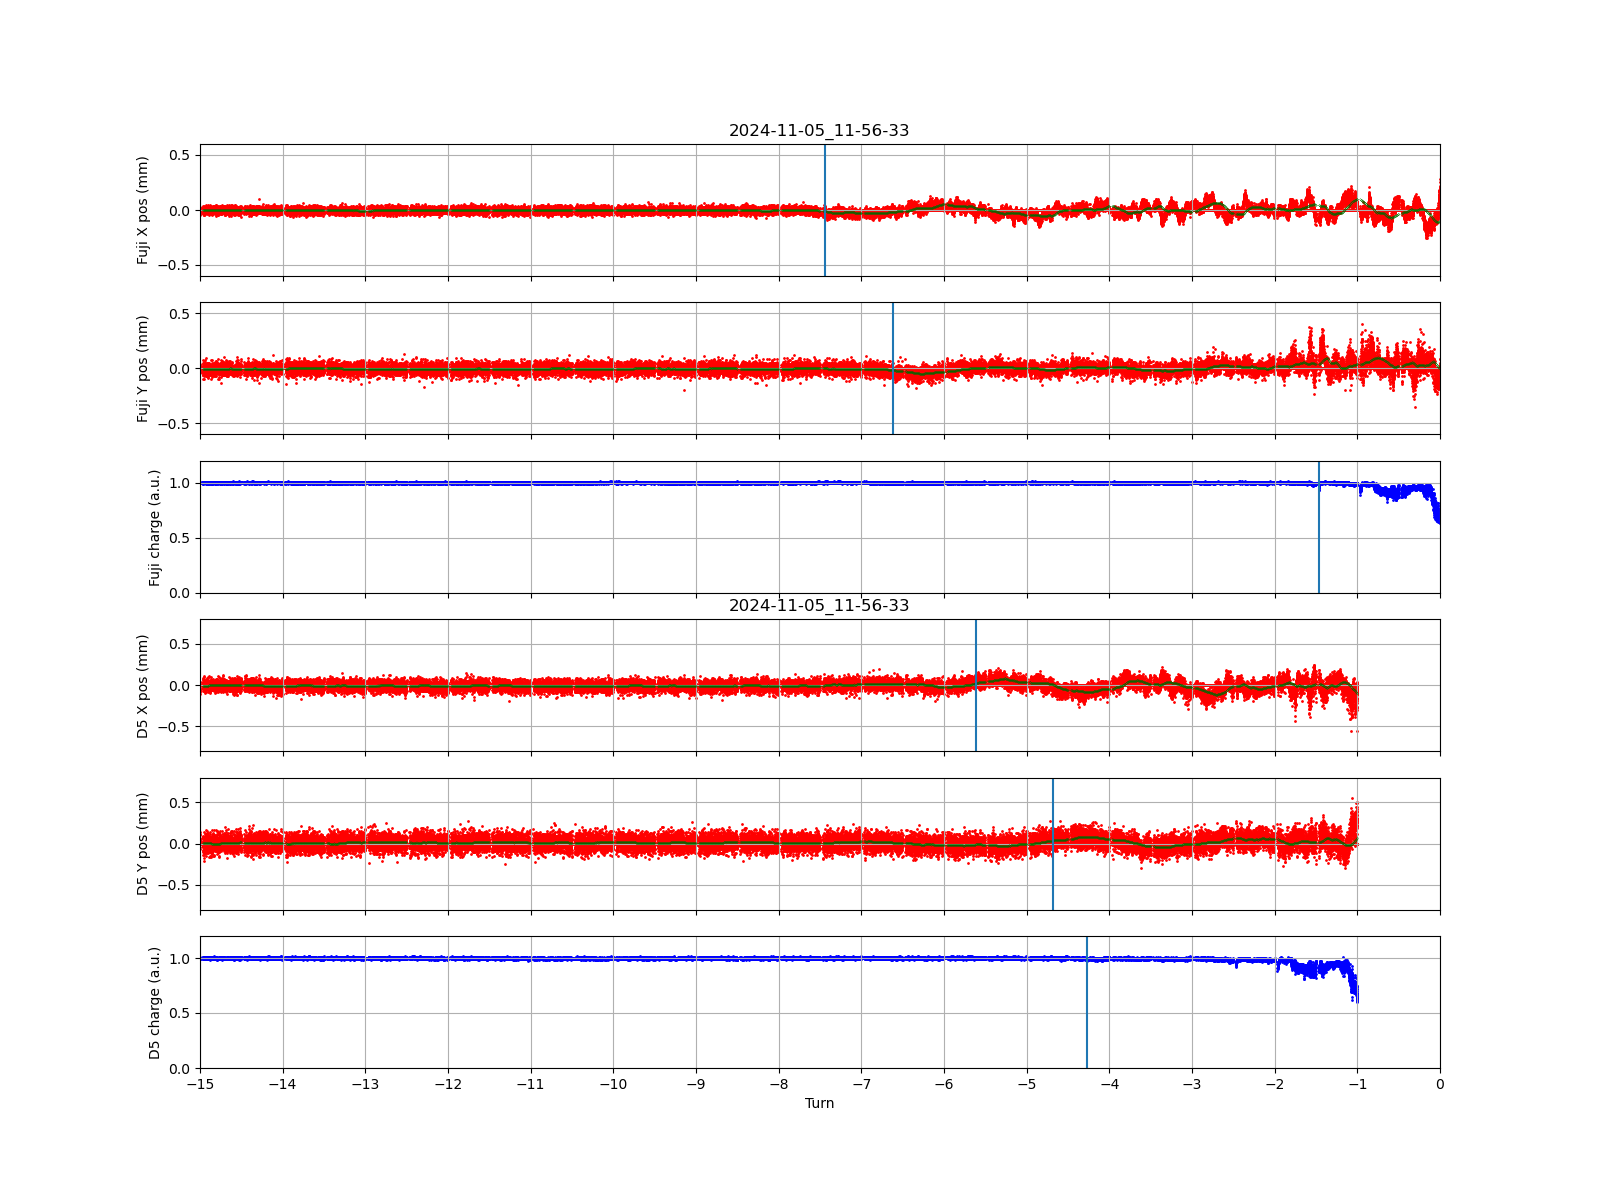 2024-11-05_11-56-33
Fuji X pos (mm)
0.5
0.0
−0.5
Fuji Y pos (mm)
0.5
0.0
−0.5
Fuji charge (a.u.)
1.0
0.5
0.0
2024-11-05_11-56-33
D5 X pos (mm)
0.5
0.0
−0.5
D5 Y pos (mm)
0.5
0.0
−0.5
D5 charge (a.u.)
1.0
0.5
0.0
−15 −14 −13 −12 −11 −10 −9 −8 −7 −6 −5 −4 −3 −2 −1 0
Turn